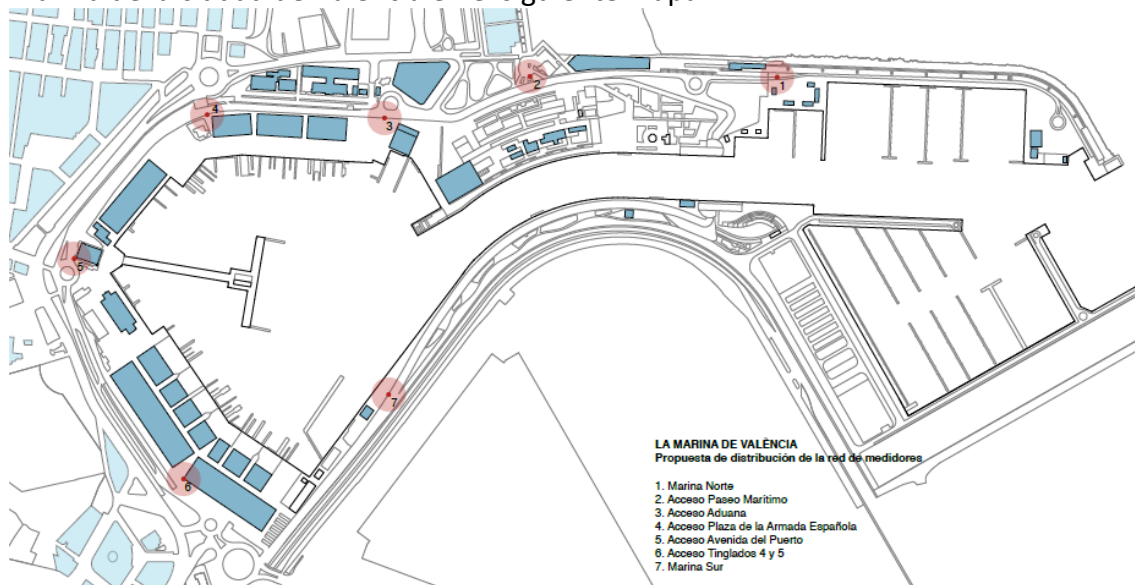 2
1
4
3
5
7
6
LA MARINA DE VALÈNCIA
Propuesta de distribución de la red de medidores
1. Marina Norte
2. Acceso Paseo Marítimo
3. Acceso Aduana
4. Acceso Plaza de la Armada Española
5. Acceso Avenida del Puerto
6. Acceso Tinglados 4 y 5
7. Marina Sur